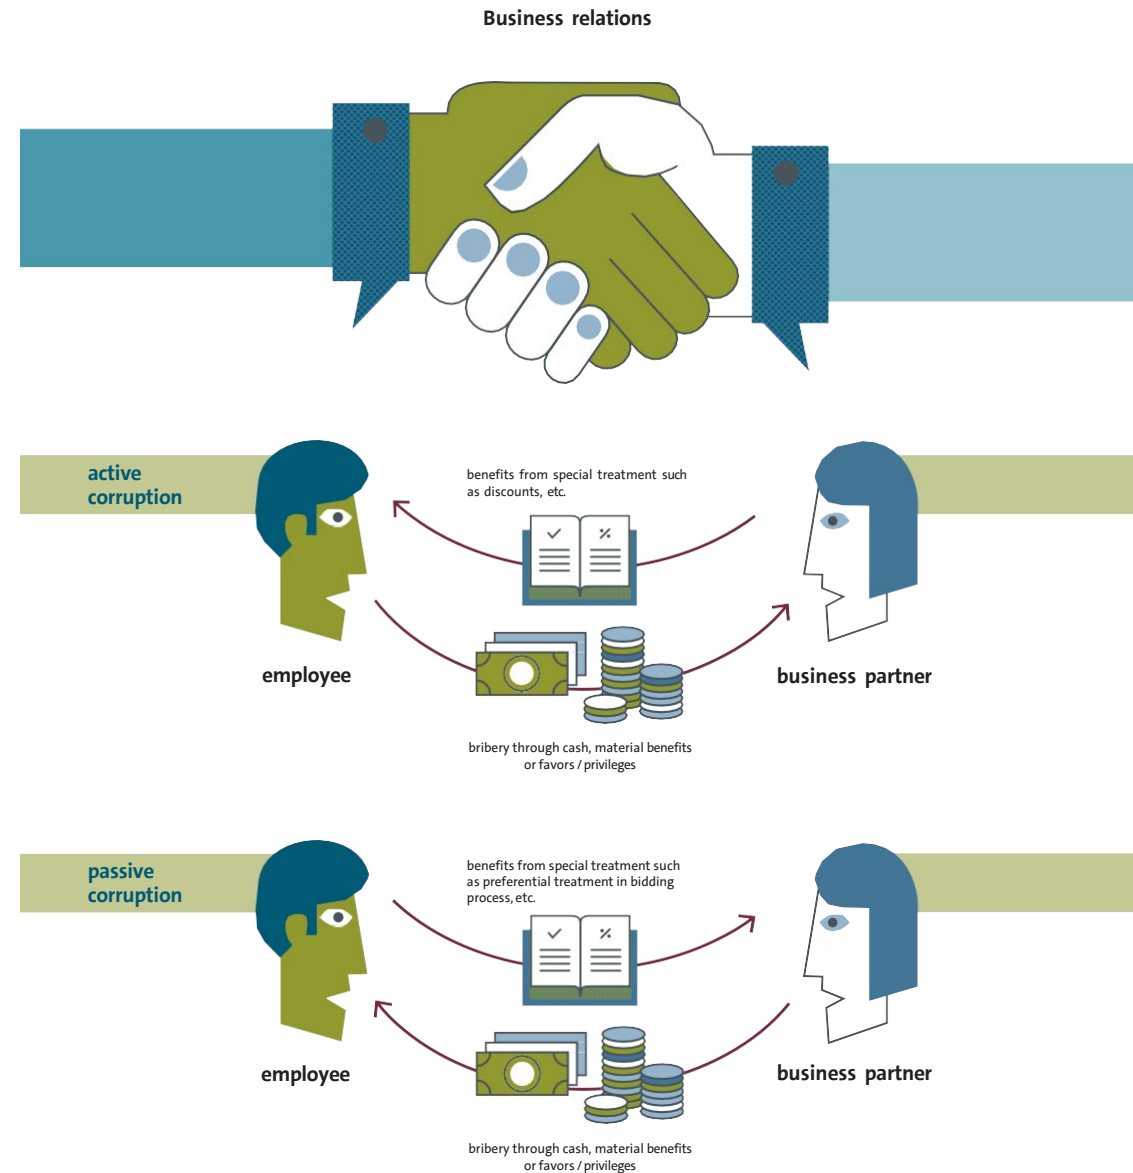 Business relations
active
corruption
benefits from special treatment such
as discounts, etc.
employee
business partner
bribery through cash, material benefits
or favors / privileges
passive
corruption
benefits from special treatment such
as preferential treatment in bidding
process, etc.
employee
business partner
bribery through cash, material benefits
or favors / privileges